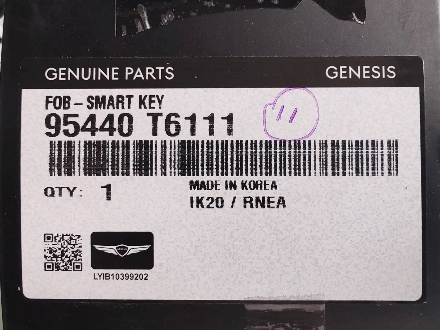 GENUINE PARTS GENESIS
FOB-SMART KEY
95440 T6111
11
QTY: 1 MADE IN KOREA
IK20 / RNEA
LYIB10399202